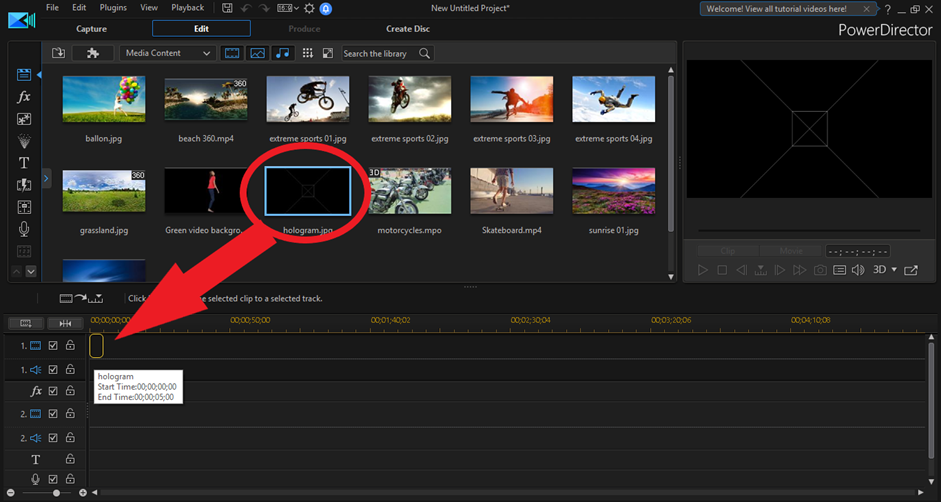 File Edit Plugins View Playback New Untitled Project* Welcome! View all tutorial videos here! ?
Capture Edit Produce Create Disc PowerDirector
Media Content Search the library
360
ballon.jpg beach 360.mp4 extreme sports 01.jpg extreme sports 02.jpg extreme sports 03.jpg extreme sports 04.jpg
fx
T
360 3D
grassland.jpg Green video backgro.. hologram.jpg motorcycles.mpo Skateboard.mp4 sunrise 01.jpg
Clip Movie --;--;--;--
3D
Click e selected clip to a selected track.
00;00;00;00 00;00;50;00 00;01;40;02 00;02;30;04 00;03;20;06 00;04;10;08
1.
1.
hologram
Start Time:00;00;00;00
End Time:00;00;05;00
fx
2.
2.
T